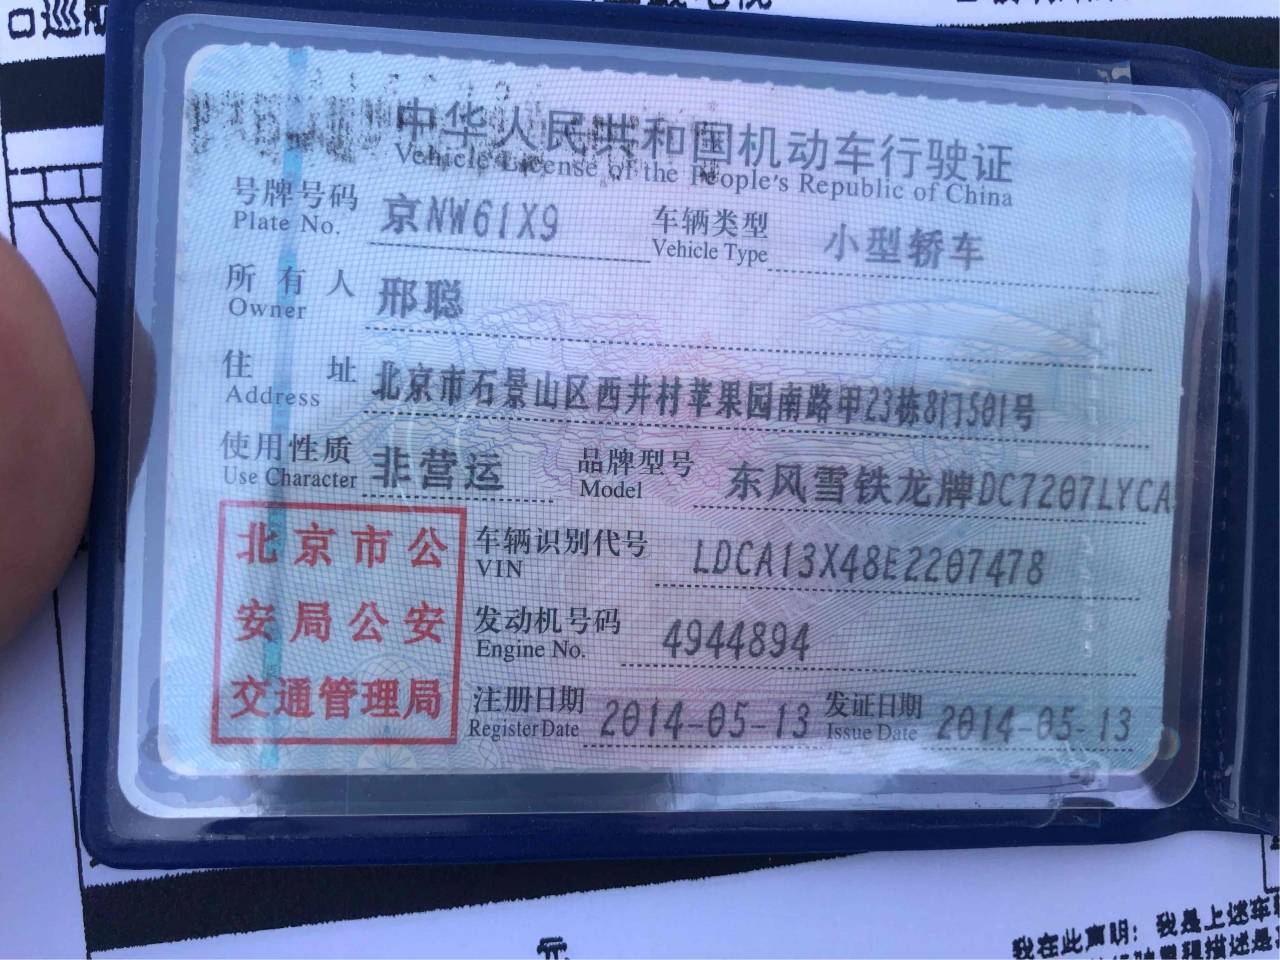 中华人民共和国机动车行驶证
Vehicle License of the People's Republic of China
号牌号码 京NW61X9 车辆类型 小型轿车
Plate No. Vehicle Type
所有人 邢聪
Owner
住址 北京市石景山区西井村苹果园南路甲23栋8门501号
Address
使用性质 非营运 品牌型号 东风雪铁龙牌DC7207LYCA
Use Character Model
北京市公
安局公安
交通管理局
车辆识别代号 LDCA13X48E2207478
VIN
发动机号码 4944894
Engine No.
注册日期 2014-05-13 发证日期 2014-05-13
Register Date Issue Date
元
我在此声明：我是上述车